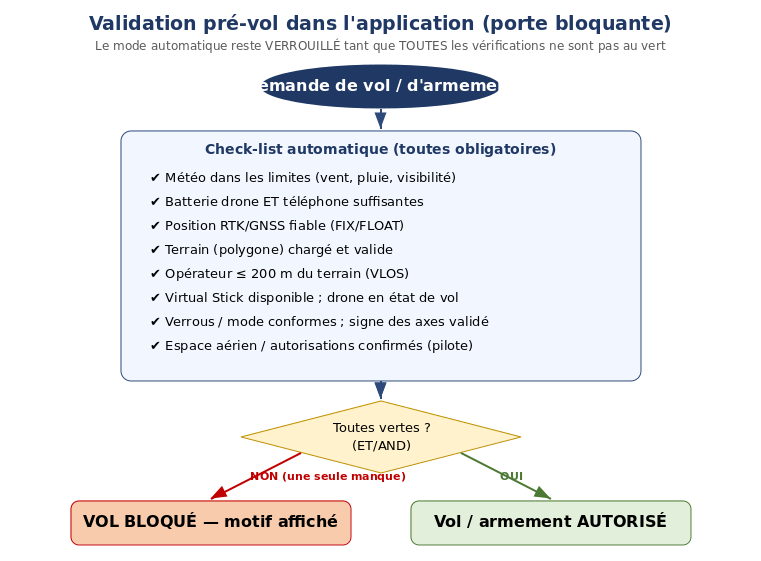 Validation pré-vol dans l'application (porte bloquante)
Le mode automatique reste VERROUILLÉ tant que TOUTES les vérifications ne sont pas au vert
emande de vol / d'armeme
Check-list automatique (toutes obligatoires)
✔ Météo dans les limites (vent, pluie, visibilité)
✔ Batterie drone ET téléphone suffisantes
✔ Position RTK/GNSS fiable (FIX/FLOAT)
✔ Terrain (polygone) chargé et valide
✔ Opérateur ≤ 200 m du terrain (VLOS)
✔ Virtual Stick disponible ; drone en état de vol
✔ Verrous / mode conformes ; signe des axes validé
✔ Espace aérien / autorisations confirmés (pilote)
Toutes vertes ?
(ET/AND)
NON (une seule manque)
OUI
VOL BLOQUÉ — motif affiché
Vol / armement AUTORISÉ